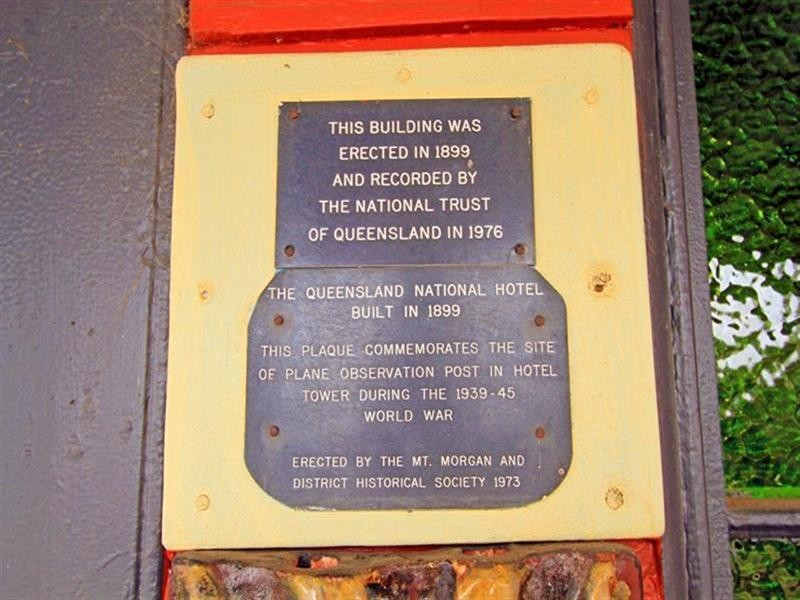 THIS BUILDING WAS
ERECTED IN 1899
AND RECORDED BY
THE NATIONAL TRUST
OF QUEENSLAND IN 1976
THE QUEENSLAND NATIONAL HOTEL
BUILT IN 1899
THIS PLAQUE COMMEMORATES THE SITE
OF PLANE OBSERVATION POST IN HOTEL
TOWER DURING THE 1939-45
WORLD WAR
ERECTED BY THE MT. MORGAN AND
DISTRICT HISTORICAL SOCIETY 1973